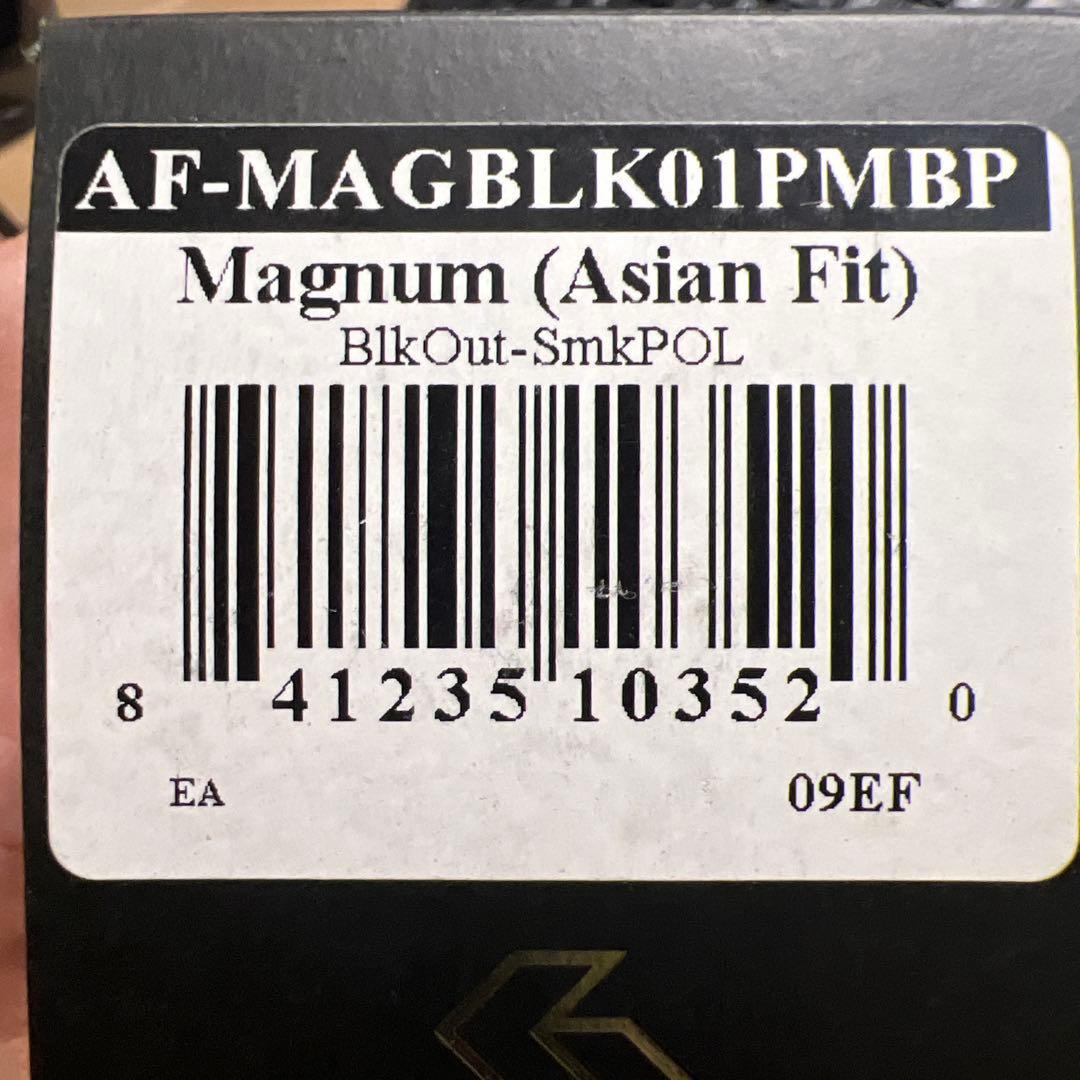 AF-MAGBLK01PMBP
Magnum (Asian Fit)
BlkOut-SmkPOL
8 41235 10352 0
EA 09EF